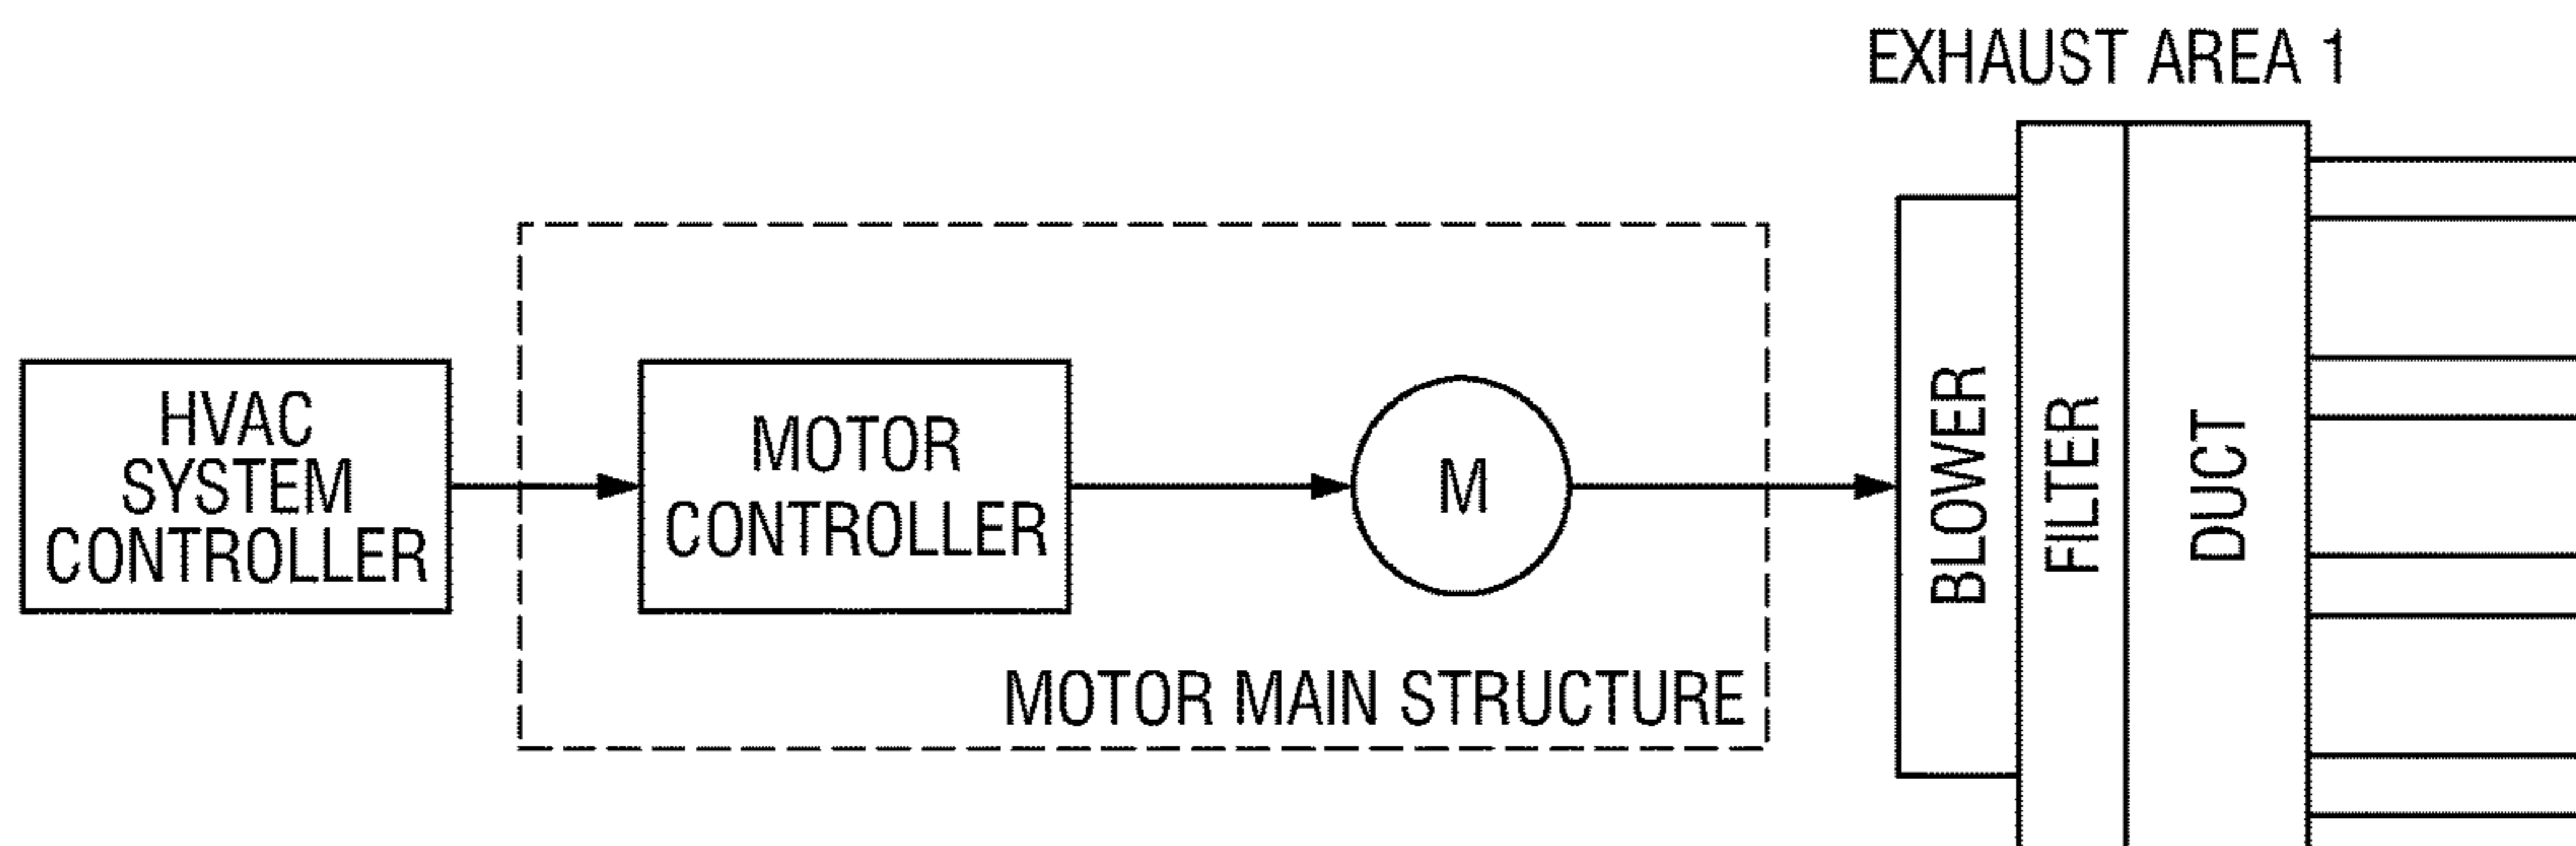 EXHAUST AREA 1
HVAC
SYSTEM
CONTROLLER
MOTOR
CONTROLLER
M
MOTOR MAIN STRUCTURE
BLOWER
FILTER
DUCT